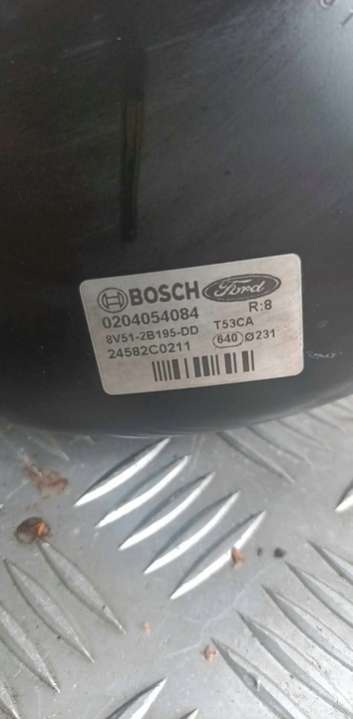 BOSCH Ford
0204054084 R:8
8V51-2B195-DD T53CA
24582C0211 640 Ø231